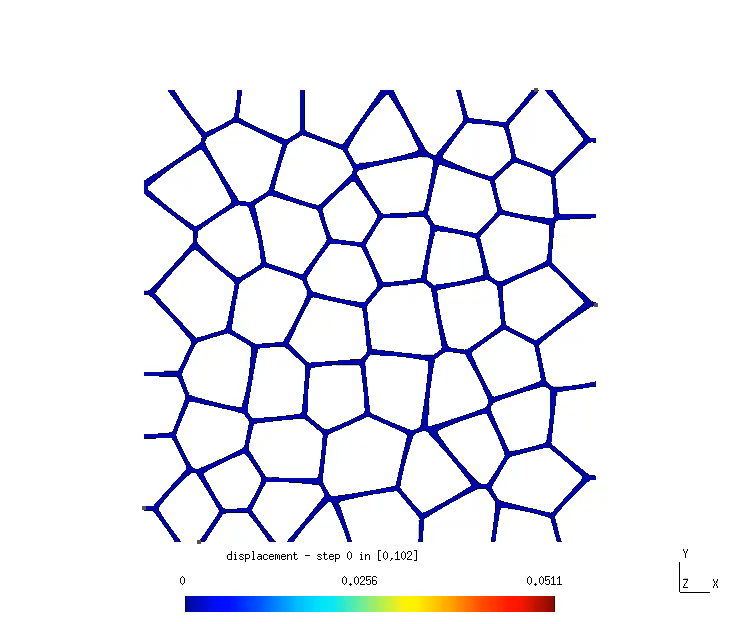 displacement - step 0 in [0,102]
0 0.0256 0.0511
Y
Z X